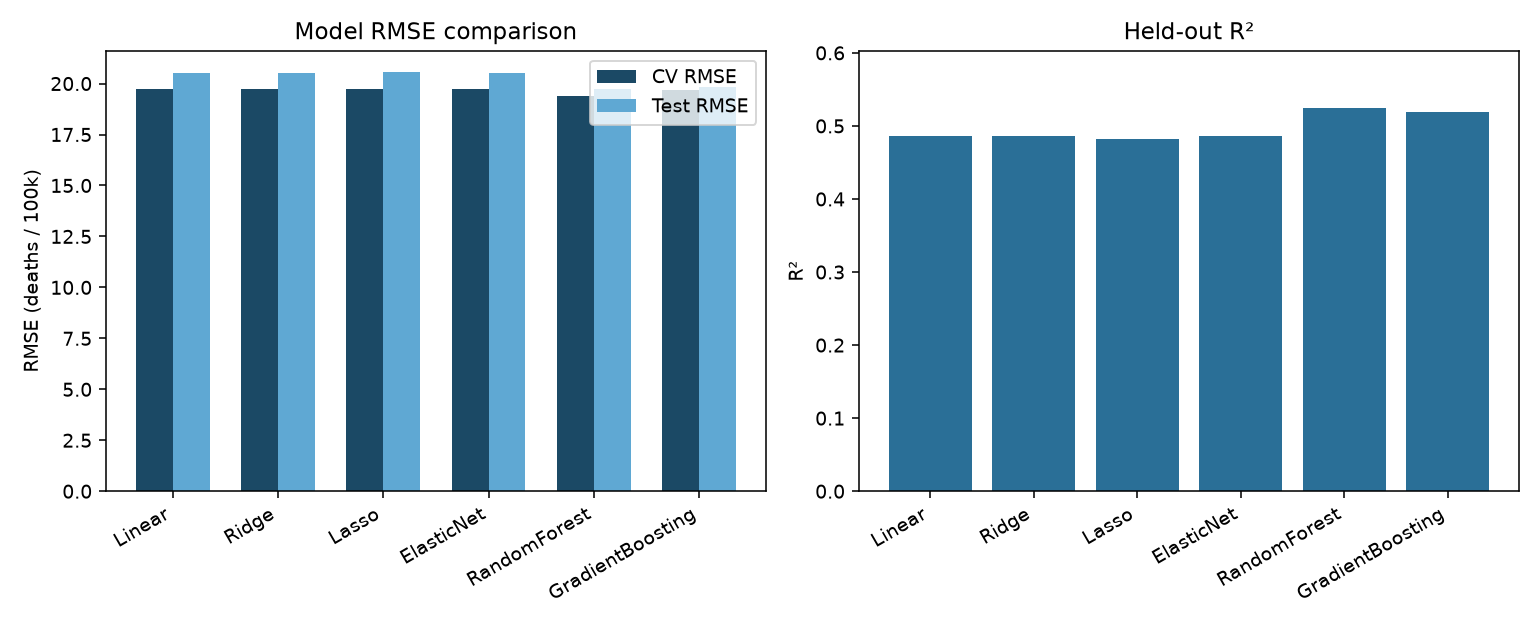 Model RMSE comparison
CV RMSE
Test RMSE
RMSE (deaths / 100k)
20.0
17.5
15.0
12.5
10.0
7.5
5.0
2.5
0.0
Linear
Ridge
Lasso
ElasticNet
RandomForest
GradientBoosting
Held-out R²
R²
0.6
0.5
0.4
0.3
0.2
0.1
0.0
Linear
Ridge
Lasso
ElasticNet
RandomForest
GradientBoosting